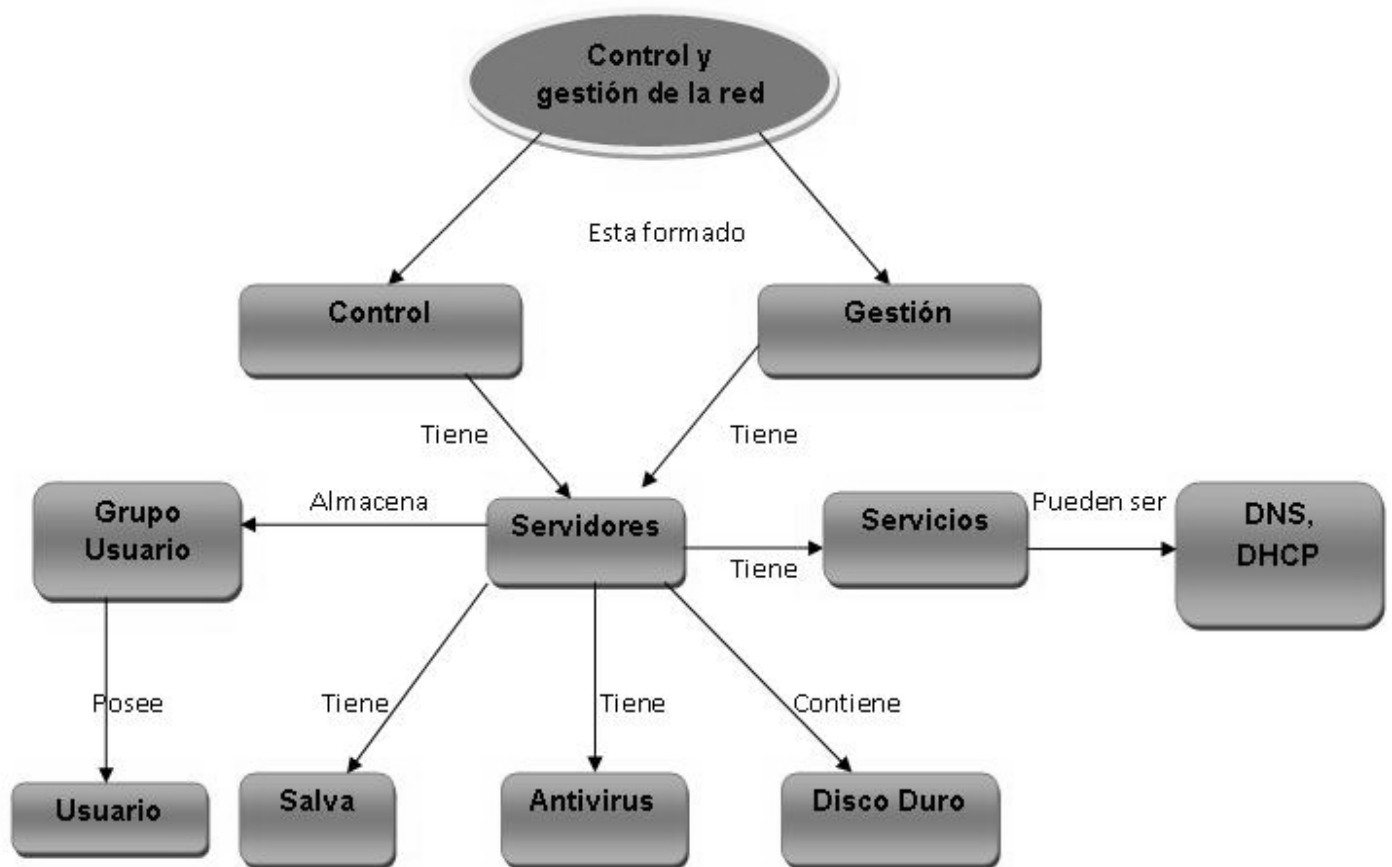 Control y
gestión de la red
Esta formado
Control
Gestión
Tiene
Tiene
Grupo
Usuario
Almacena
Servidores
Tiene
Servicios
Pueden ser
DNS,
DHCP
Posee
Tiene
Tiene
Contiene
Usuario
Salva
Antivirus
Disco Duro